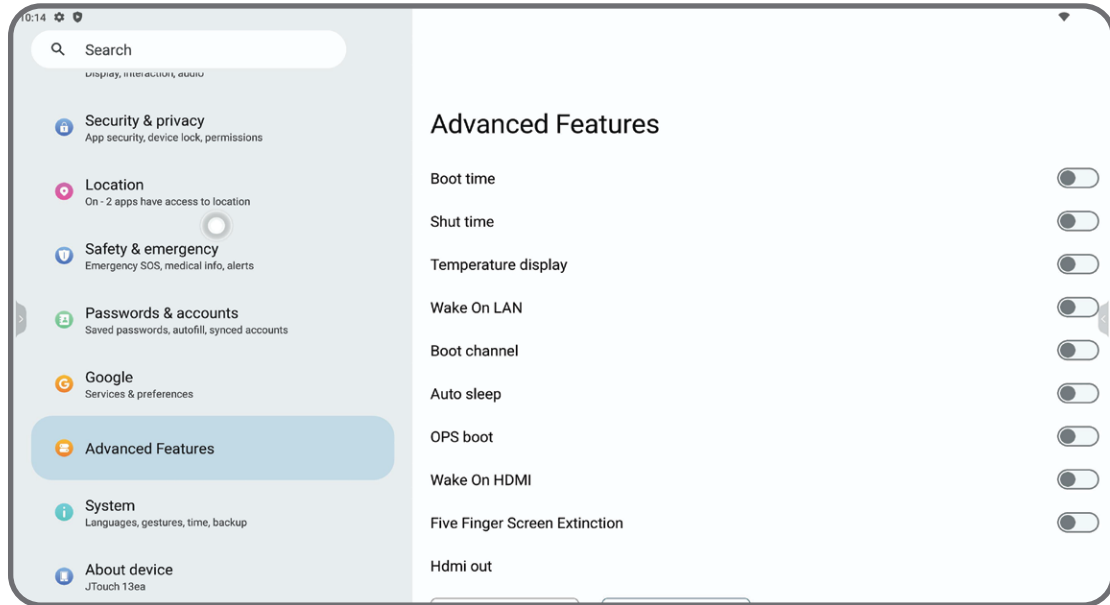 10:14
Search
Display, interaction, audio
Security & privacy
App security, device lock, permissions
Location
On - 2 apps have access to location
Safety & emergency
Emergency SOS, medical info, alerts
Passwords & accounts
Saved passwords, autofill, synced accounts
Google
Services & preferences
Advanced Features
System
Languages, gestures, time, backup
About device
JTouch 13ea
Advanced Features
Boot time
Shut time
Temperature display
Wake On LAN
Boot channel
Auto sleep
OPS boot
Wake On HDMI
Five Finger Screen Extinction
Hdmi out